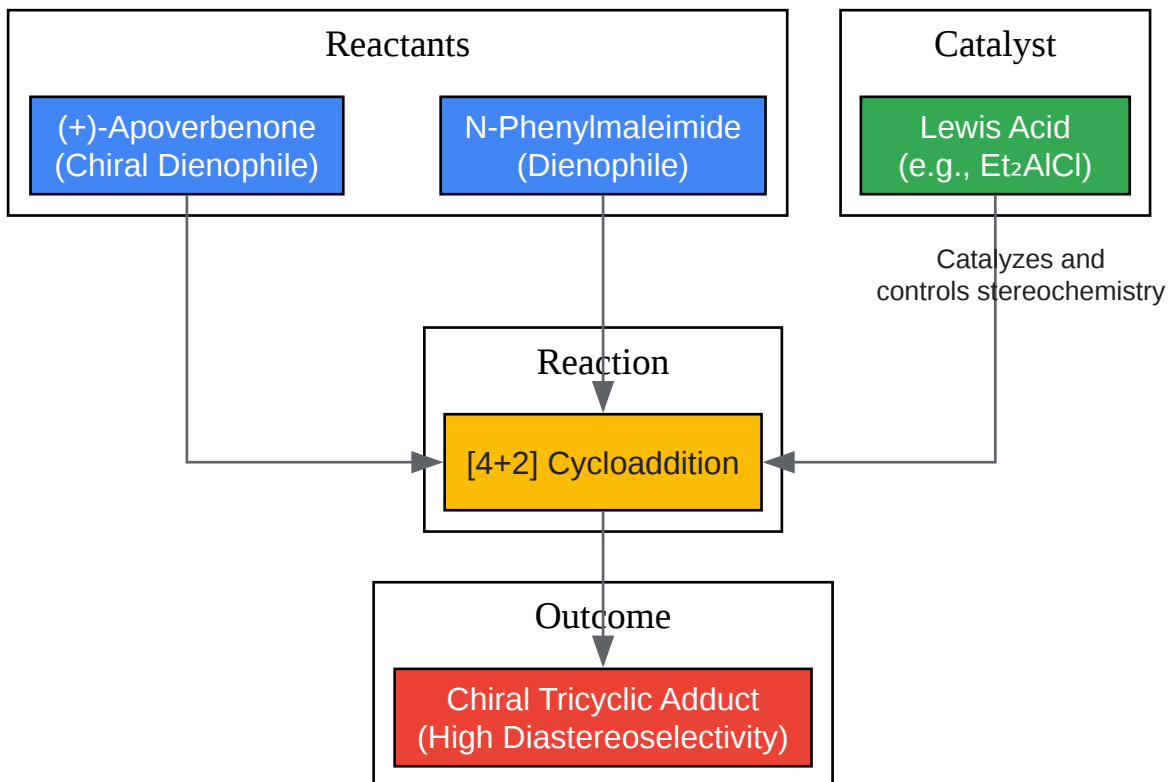 Reactants
Catalyst
(+)-Apoverbenone
(Chiral Dienophile)
N-Phenylmaleimide
(Dienophile)
Lewis Acid
(e.g., Et₂AlCl)
Catalyzes and
controls stereochemistry
Reaction
[4+2] Cycloaddition
Outcome
Chiral Tricyclic Adduct
(High Diastereoselectivity)